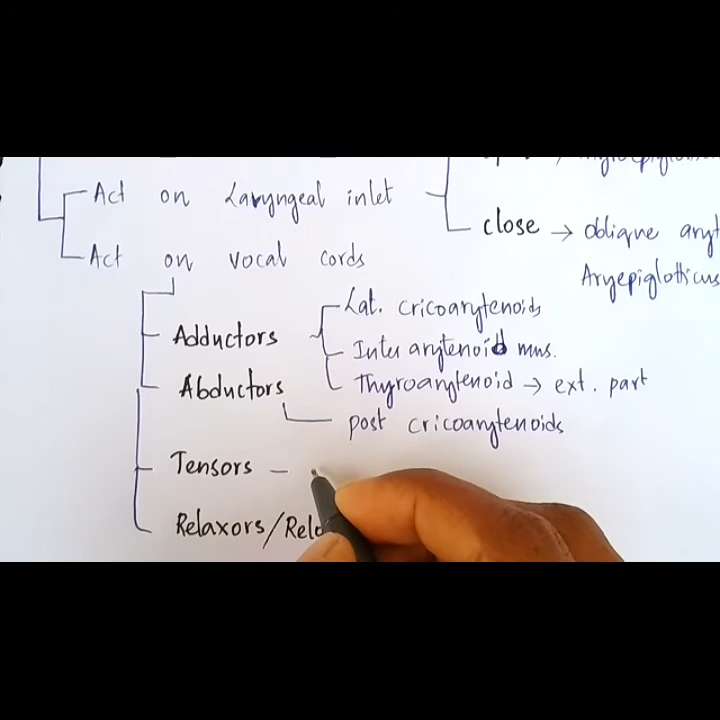 Act on Laryngeal inlet
close → oblique
Act on vocal cords
Aryepiglotticus
Lat. cricoarytenoids
Adductors
Inter arytenoid mus.
Abductors
Thyroarytenoid → ext. part
post cricoarytenoids
Tensors –
Relaxors/